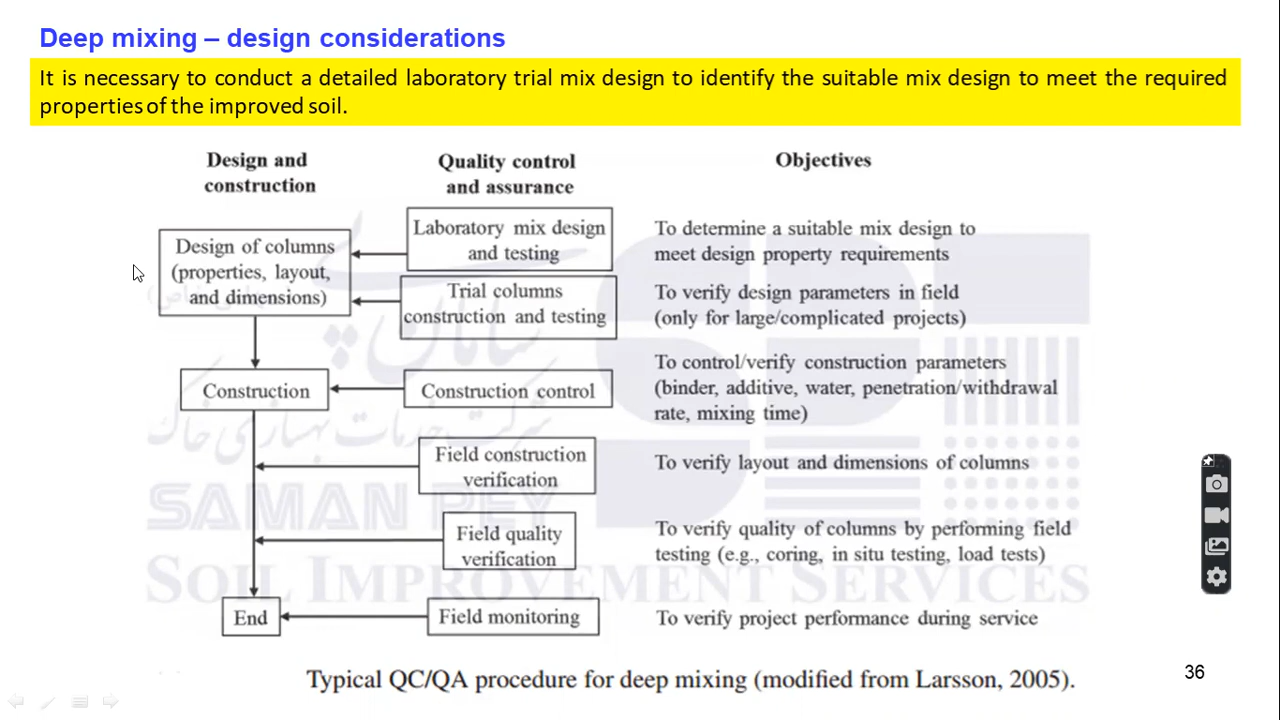 Deep mixing – design considerations
It is necessary to conduct a detailed laboratory trial mix design to identify the suitable mix design to meet the required
properties of the improved soil.
Design and
construction
Quality control
and assurance
Objectives
Design of columns
(properties, layout,
and dimensions)
Laboratory mix design
and testing
To determine a suitable mix design to
meet design property requirements
Trial columns
construction and testing
To verify design parameters in field
(only for large/complicated projects)
Construction
Construction control
To control/verify construction parameters
(binder, additive, water, penetration/withdrawal
rate, mixing time)
Field construction
verification
To verify layout and dimensions of columns
Field quality
verification
To verify quality of columns by performing field
testing (e.g., coring, in situ testing, load tests)
End
Field monitoring
To verify project performance during service
سامان پی
شرکت خدمات بهسازی خاک
SAMAN PEY
SOIL IMPROVEMENT SERVICES
Typical QC/QA procedure for deep mixing (modified from Larsson, 2005).
36